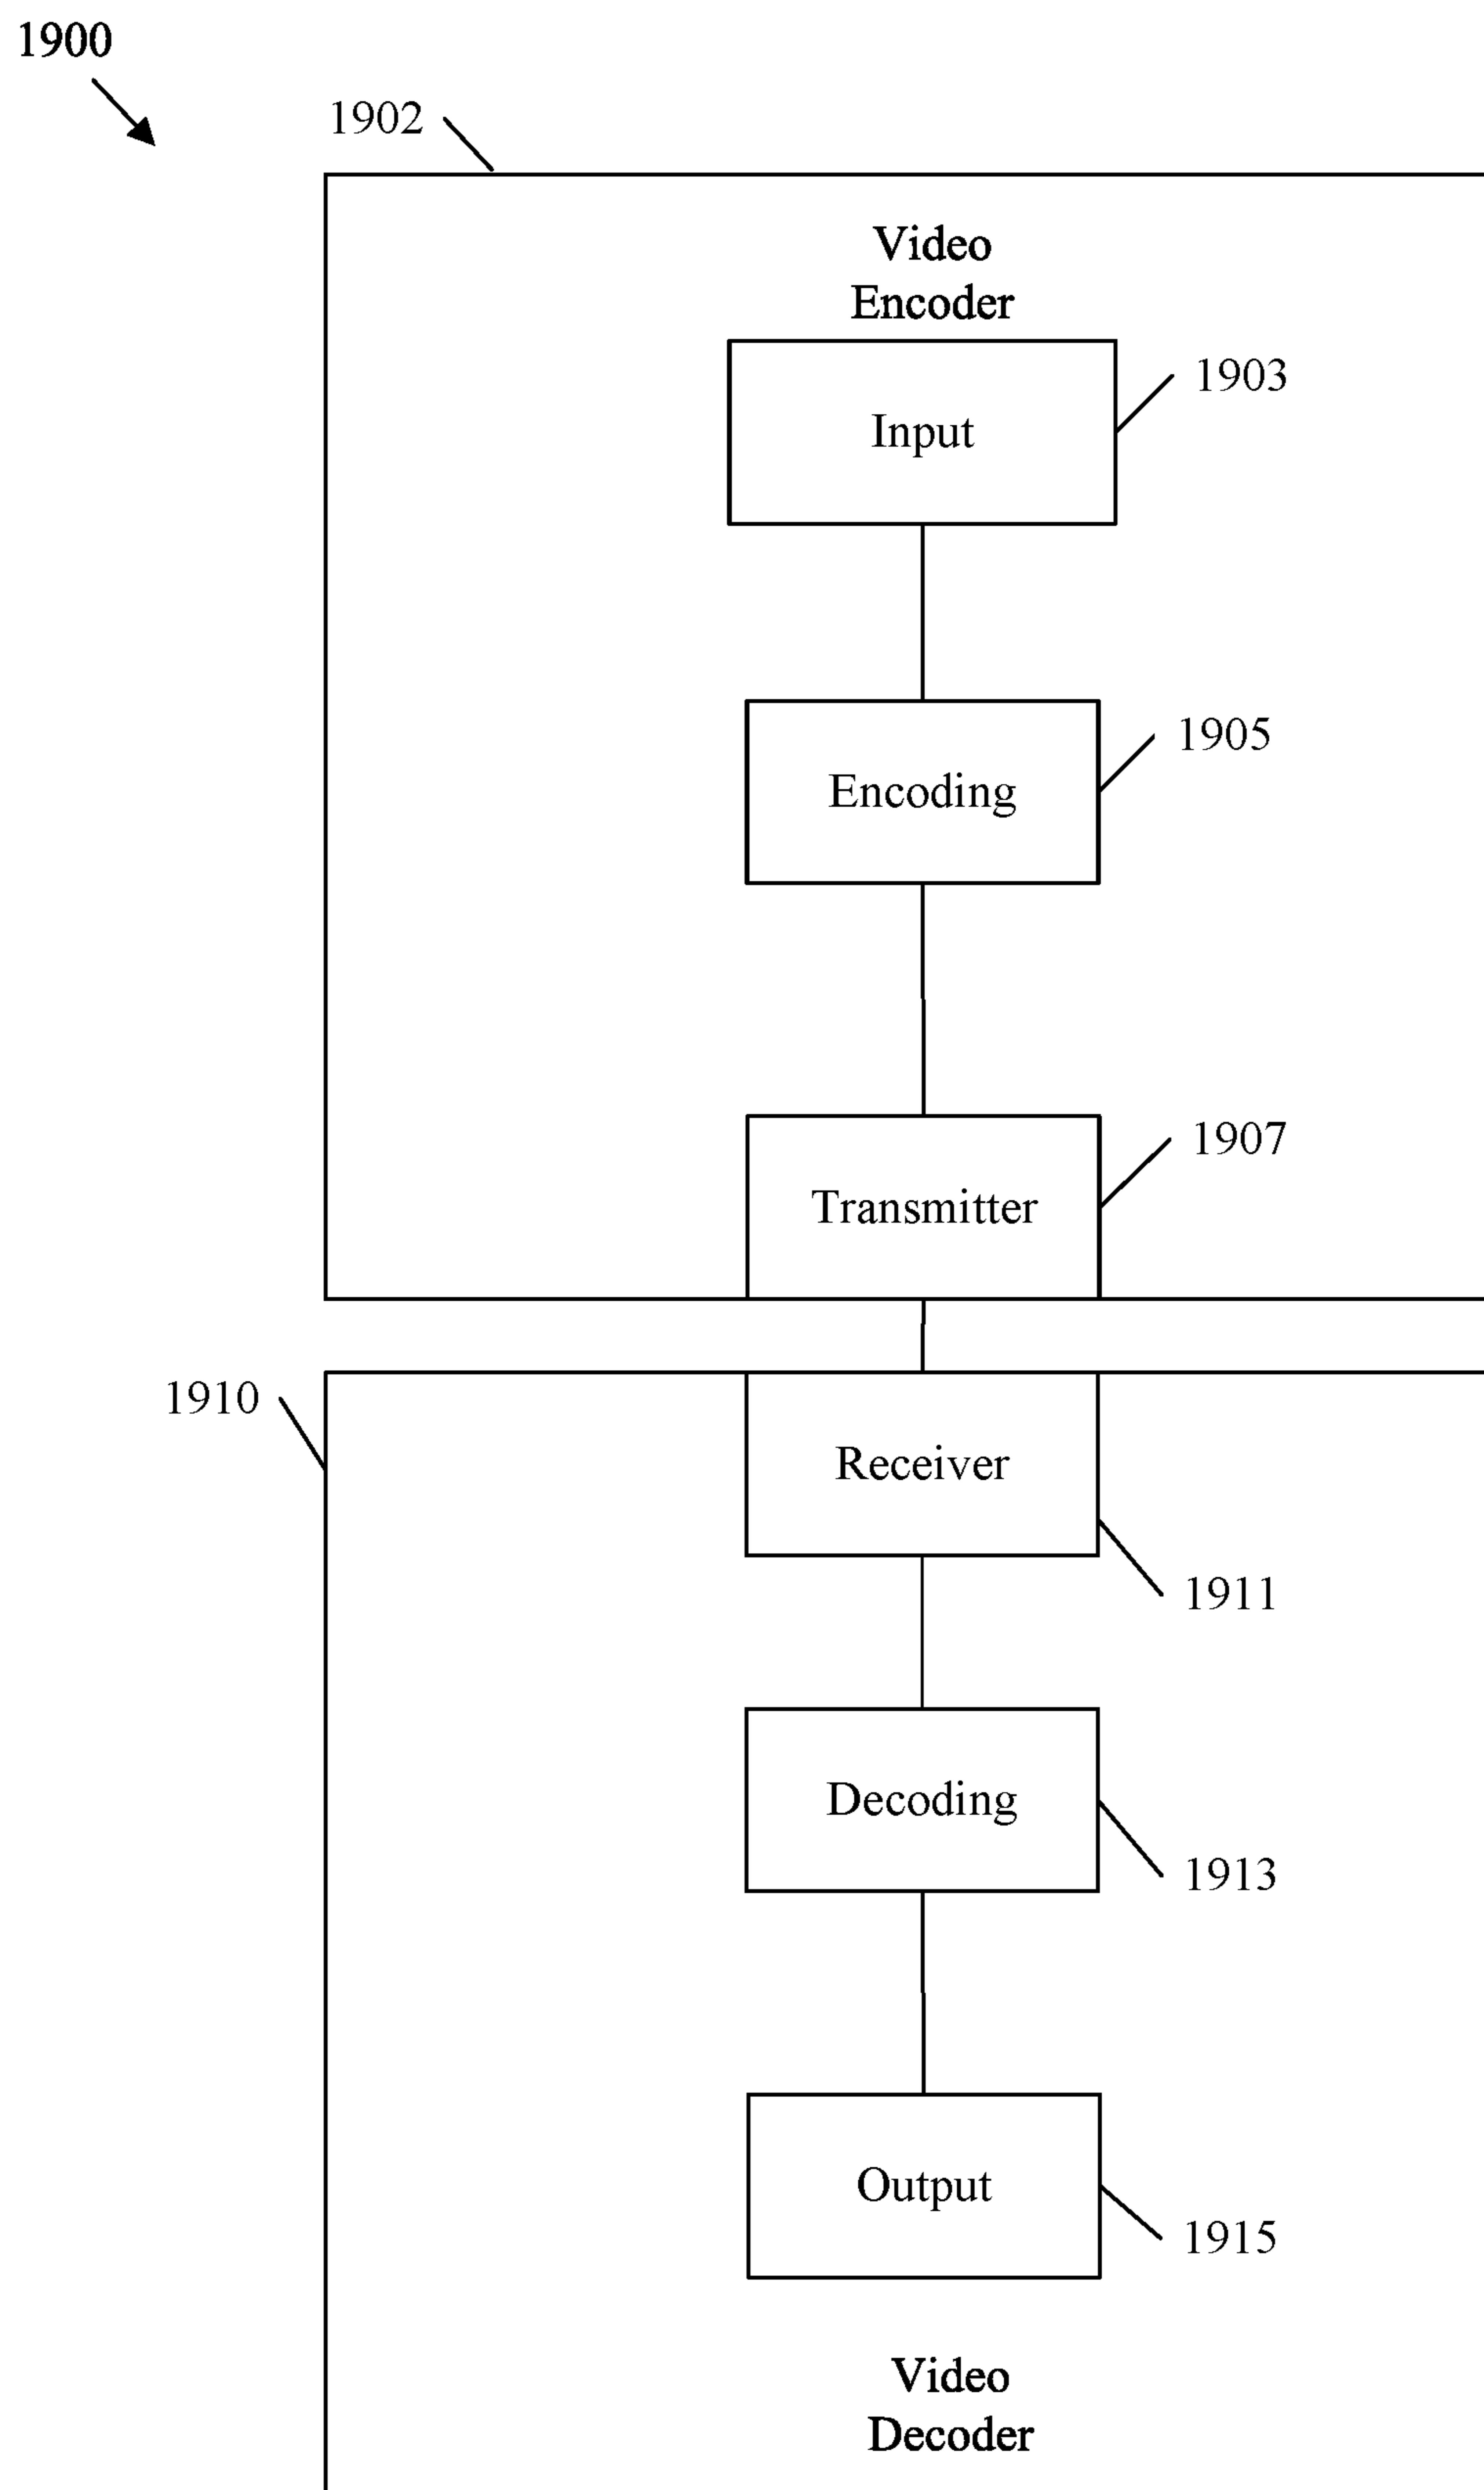 1900
1902
Video
Encoder
Input
1903
Encoding
1905
Transmitter
1907
1910
Receiver
1911
Decoding
1913
Output
1915
Video
Decoder